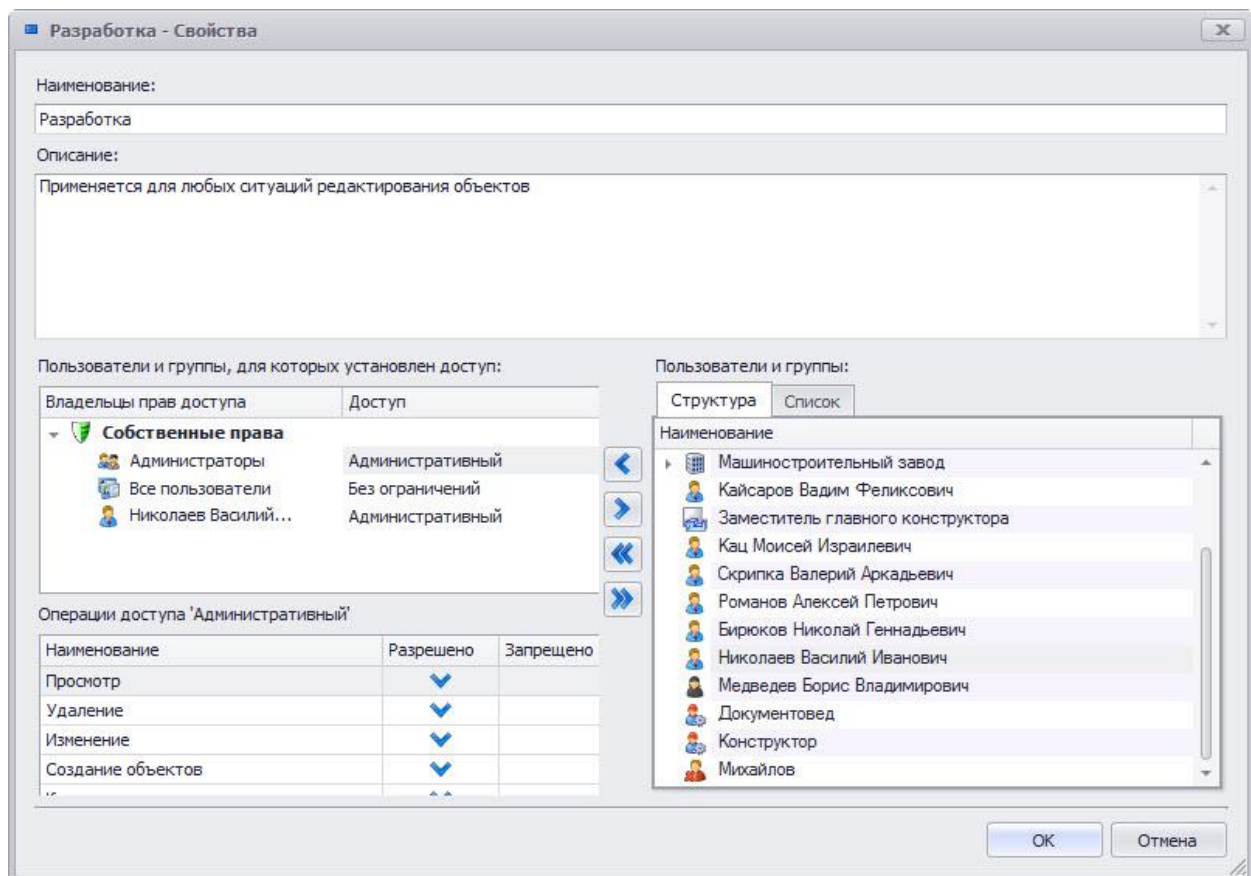 Разработка - Свойства
Наименование:
Разработка
Описание:
Применяется для любых ситуаций редактирования объектов
Пользователи и группы, для которых установлен доступ:
Владельцы прав доступа Доступ
Собственные права
Администраторы Административный
Все пользователи Без ограничений
Николаев Василий... Административный
Операции доступа 'Административный'
Наименование Разрешено Запрещено
Просмотр
Удаление
Изменение
Создание объектов
Пользователи и группы:
Структура Список
Наименование
Машиностроительный завод
Кайсаров Вадим Феликсович
Заместитель главного конструктора
Кац Моисей Израилевич
Скрипка Валерий Аркадьевич
Романов Алексей Петрович
Бирюков Николай Геннадьевич
Николаев Василий Иванович
Медведев Борис Владимирович
Документовед
Конструктор
Михайлов
ОК Отмена